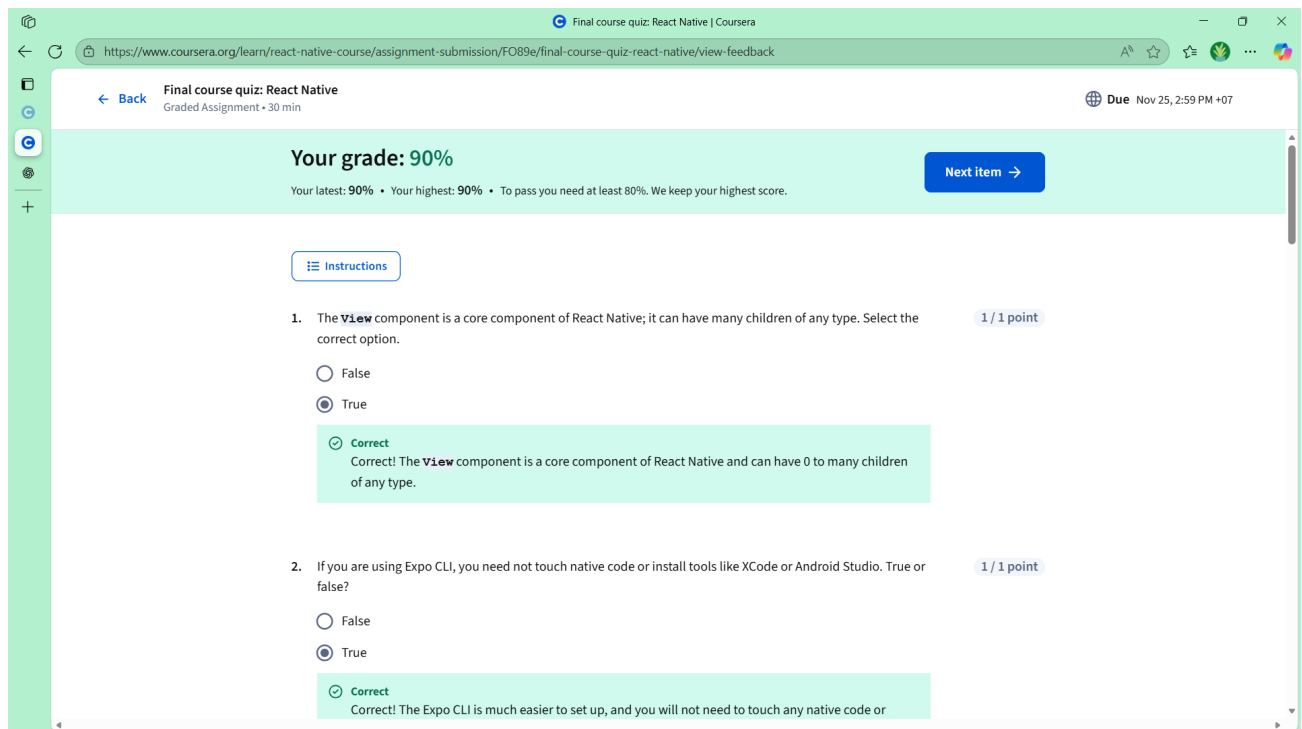 Final course quiz: React Native | Coursera
https://www.coursera.org/learn/react-native-course/assignment-submission/FO89e/final-course-quiz-react-native/view-feedback
Back
Final course quiz: React Native
Graded Assignment • 30 min
Due Nov 25, 2:59 PM +07
Your grade: 90%
Your latest: 90% • Your highest: 90% • To pass you need at least 80%. We keep your highest score.
Next item →
Instructions
1. The View component is a core component of React Native; it can have many children of any type. Select the
correct option.
1 / 1 point
False
True
Correct
Correct! The View component is a core component of React Native and can have 0 to many children
of any type.
2. If you are using Expo CLI, you need not touch native code or install tools like XCode or Android Studio. True or
false?
1 / 1 point
False
True
Correct
Correct! The Expo CLI is much easier to set up, and you will not need to touch any native code or